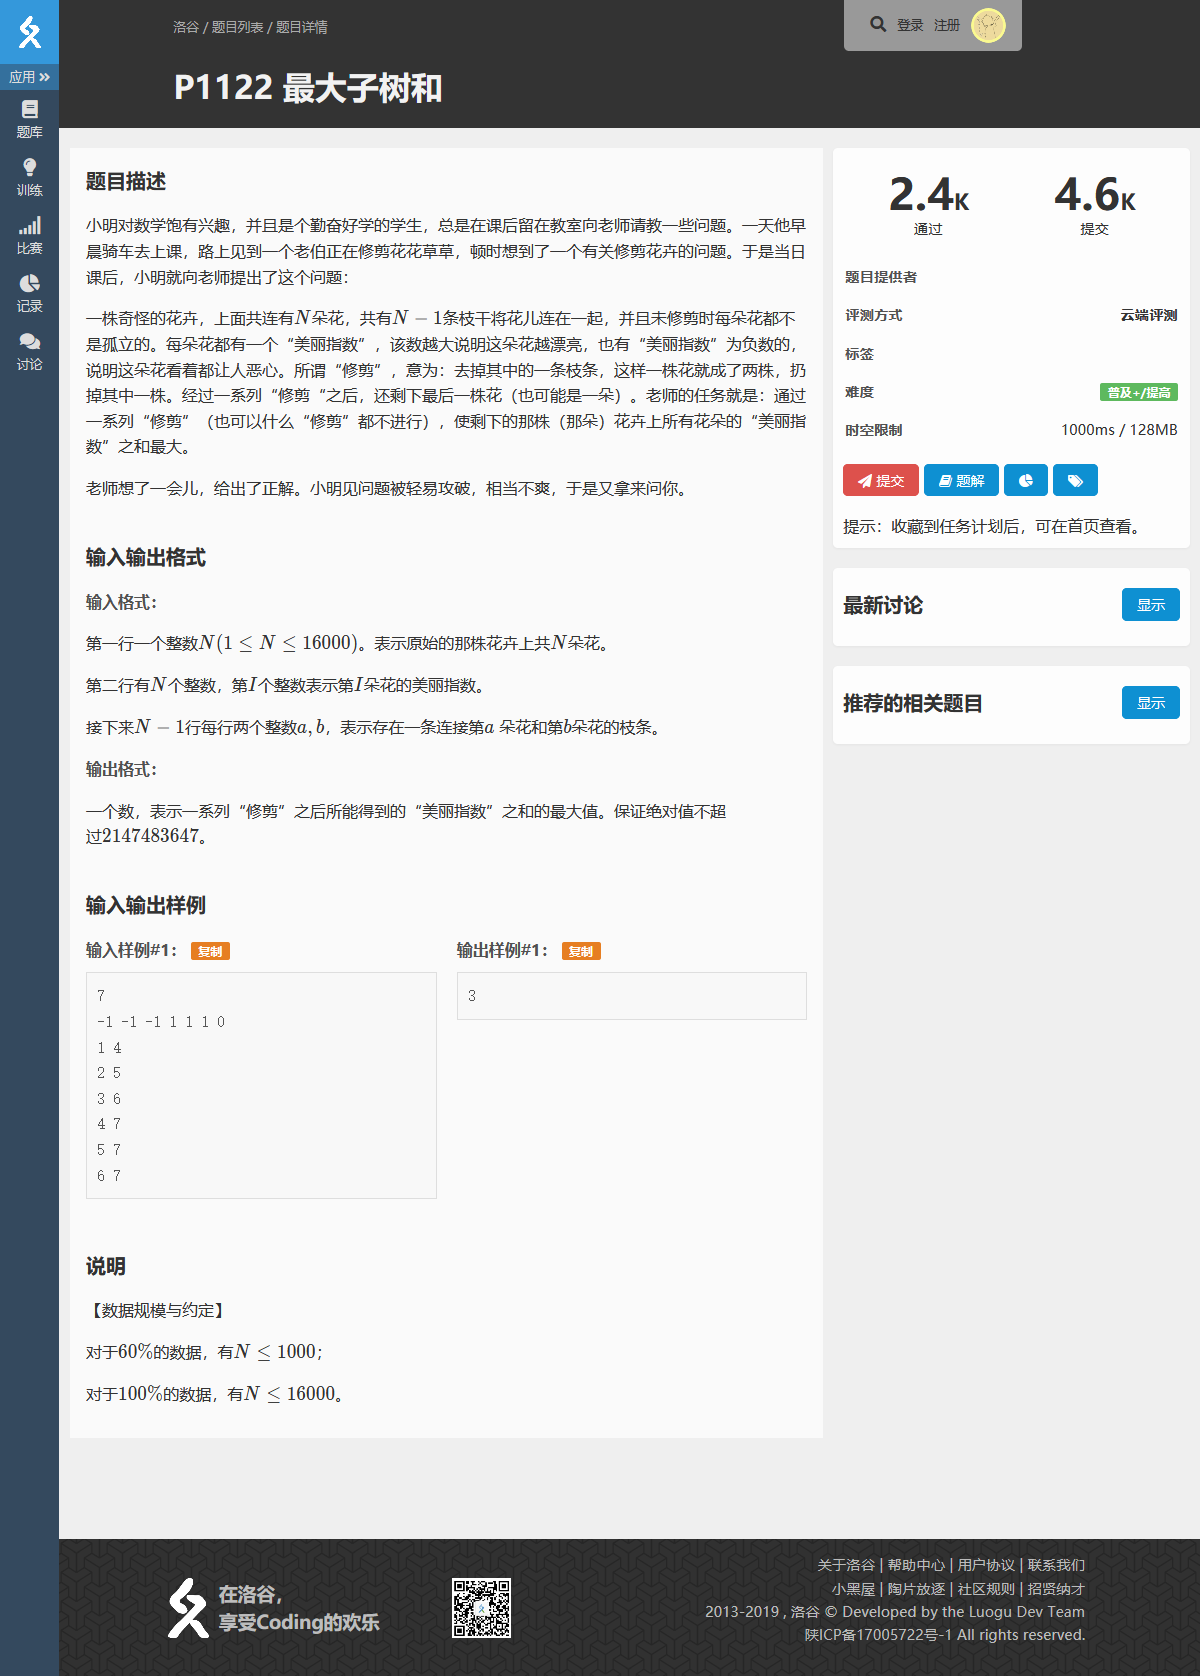 洛谷 / 题目列表 / 题目详情
登录 注册
P1122 最大子树和
应用
题库
训练
比赛
记录
讨论
题目描述
小明对数学饱有兴趣，并且是个勤奋好学的学生，总是在课后留在教室向老师请教一些问题。一天他早
晨骑车去上课，路上见到一个老伯正在修剪花花草草，顿时想到了一个有关修剪花卉的问题。于是当日
课后，小明就向老师提出了这个问题：
一株奇怪的花卉，上面共连有N朵花，共有N − 1条枝干将花儿连在一起，并且未修剪时每朵花都不
是孤立的。每朵花都有一个“美丽指数”，该数越大说明这朵花越漂亮，也有“美丽指数”为负数的，
说明这朵花看着都让人恶心。所谓“修剪”，意为：去掉其中的一条枝条，这样一株花就成了两株，扔
掉其中一株。经过一系列“修剪“之后，还剩下最后一株花（也可能是一朵）。老师的任务就是：通过
一系列“修剪”（也可以什么“修剪”都不进行），使剩下的那株（那朵）花卉上所有花朵的“美丽指
数”之和最大。
老师想了一会儿，给出了正解。小明见问题被轻易攻破，相当不爽，于是又拿来问你。
输入输出格式
输入格式：
第一行一个整数N(1 ≤ N ≤ 16000)。表示原始的那株花卉上共N朵花。
第二行有N个整数，第I个整数表示第I朵花的美丽指数。
接下来N − 1行每行两个整数a, b，表示存在一条连接第a 朵花和第b朵花的枝条。
输出格式：
一个数，表示一系列“修剪”之后所能得到的“美丽指数”之和的最大值。保证绝对值不超
过2147483647。
输入输出样例
输入样例#1： 复制
7
-1 -1 -1 1 1 1 0
1 4
2 5
3 6
4 7
5 7
6 7
输出样例#1： 复制
3
说明
【数据规模与约定】
对于60%的数据，有N ≤ 1000；
对于100%的数据，有N ≤ 16000。
2.4K 4.6K
通过 提交
题目提供者
评测方式 云端评测
标签
难度 普及+/提高
时空限制 1000ms / 128MB
提交 题解
提示：收藏到任务计划后，可在首页查看。
最新讨论 显示
推荐的相关题目 显示
在洛谷，
享受Coding的欢乐
关于洛谷 | 帮助中心 | 用户协议 | 联系我们
小黑屋 | 陶片放逐 | 社区规则 | 招贤纳才
2013-2019 , 洛谷 © Developed by the Luogu Dev Team
陕ICP备17005722号-1 All rights reserved.